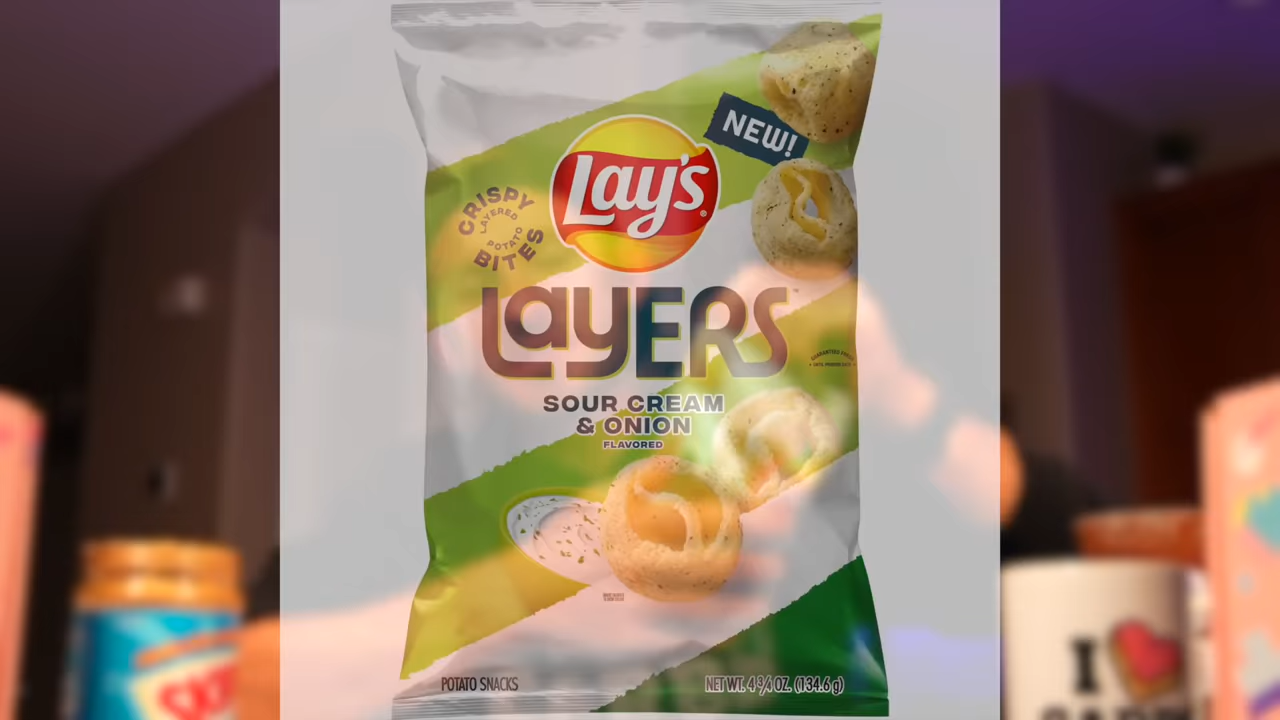 NEW!
Lay's
CRISPY
LAYERED
POTATO
BITES
LAYERS
SOUR CREAM
& ONION
FLAVORED
POTATO SNACKS
NET WT. 4 3/4 OZ. (134.6 g)
I